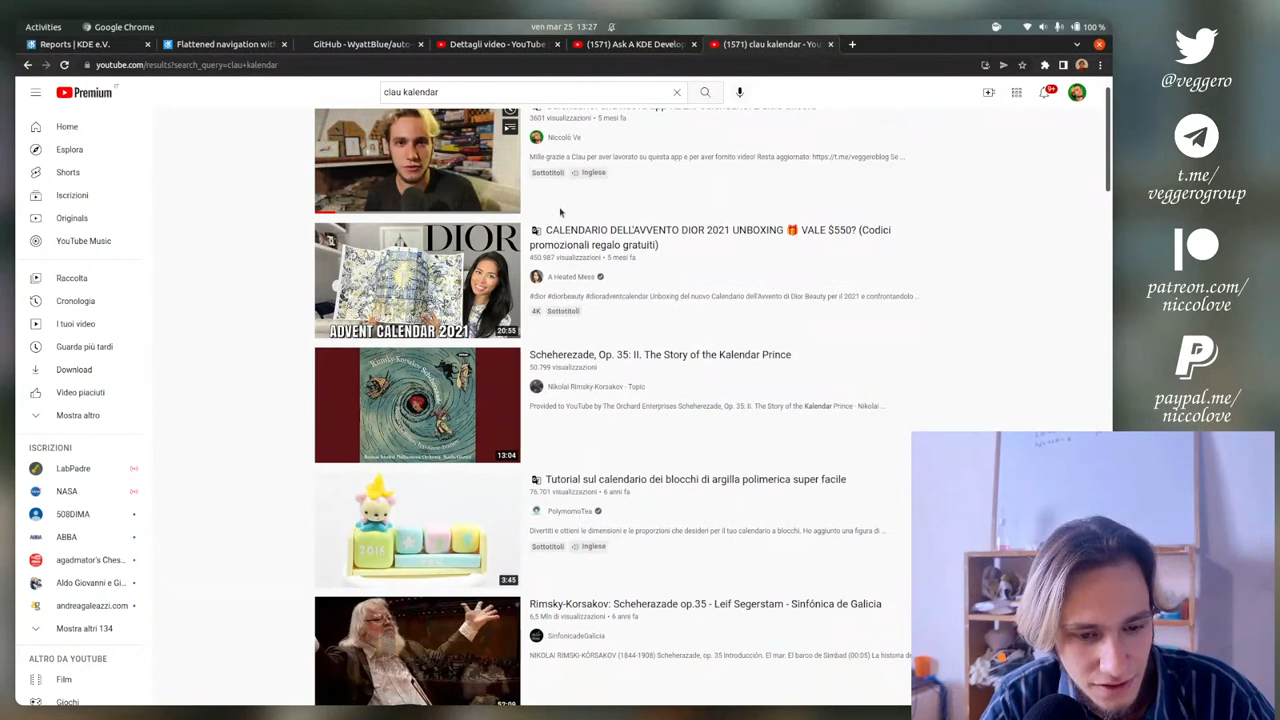 Activities
Google Chrome
ven mar 25 13:27
100 %
Reports | KDE e.V.
Flattened navigation with
GitHub - WyattBlue/auto-
Dettagli video - YouTube
(1571) Ask A KDE Develop
(1571) clau kalendar - You
youtube.com/results?search_query=clau+kalendar
Premium
IT
clau kalendar
9+
Home
Esplora
Shorts
Iscrizioni
Originals
YouTube Music
Raccolta
Cronologia
I tuoi video
Guarda più tardi
Download
Video piaciuti
Mostra altro
ISCRIZIONI
LabPadre
NASA
508DIMA
ABBA
agadmator's Ches...
Aldo Giovanni e Gi...
andreagaleazzi.com
Mostra altri 134
ALTRO DA YOUTUBE
Film
Giochi
3601 visualizzazioni • 5 mesi fa
Niccolò Ve
Mille grazie a Clau per aver lavorato su questa app e per aver fornito video! Resta aggiornato: https://t.me/veggeroblog Se ...
Sottotitoli
Inglese
DIOR
ADVENT CALENDAR 2021
20:55
CALENDARIO DELL'AVVENTO DIOR 2021 UNBOXING 🎁 VALE $550? (Codici
promozionali regalo gratuiti)
450.987 visualizzazioni • 5 mesi fa
A Heated Mess
#dior #diorbeauty #dioradventcalendar Unboxing del nuovo Calendario dell'Avvento di Dior Beauty per il 2021 e confrontandolo ...
4K
Sottotitoli
Rimsky-Korsakov
13:04
Scheherezade, Op. 35: II. The Story of the Kalendar Prince
50.799 visualizzazioni
Nikolai Rimsky-Korsakov - Topic
Provided to YouTube by The Orchard Enterprises Scheherezade, Op. 35: II. The Story of the Kalendar Prince · Nikolai ...
2016
3:45
Tutorial sul calendario dei blocchi di argilla polimerica super facile
76.701 visualizzazioni • 6 anni fa
PolymomoTea
Divertiti e ottieni le dimensioni e le proporzioni che desideri per il tuo calendario a blocchi. Ho aggiunto una figura di ...
Sottotitoli
Inglese
52:09
Rimsky-Korsakov: Scheherazade op.35 - Leif Segerstam - Sinfónica de Galicia
6,5 Mln di visualizzazioni • 6 anni fa
SinfonicadeGalicia
NIKOLAI RIMSKI-KÓRSAKOV (1844-1908) Scheherezade, op. 35 Introducción. El mar. El barco de Simbad (00:05) La historia de
@veggero
t.me/
veggerogroup
patreon.com/
niccolove
paypal.me/
niccolove